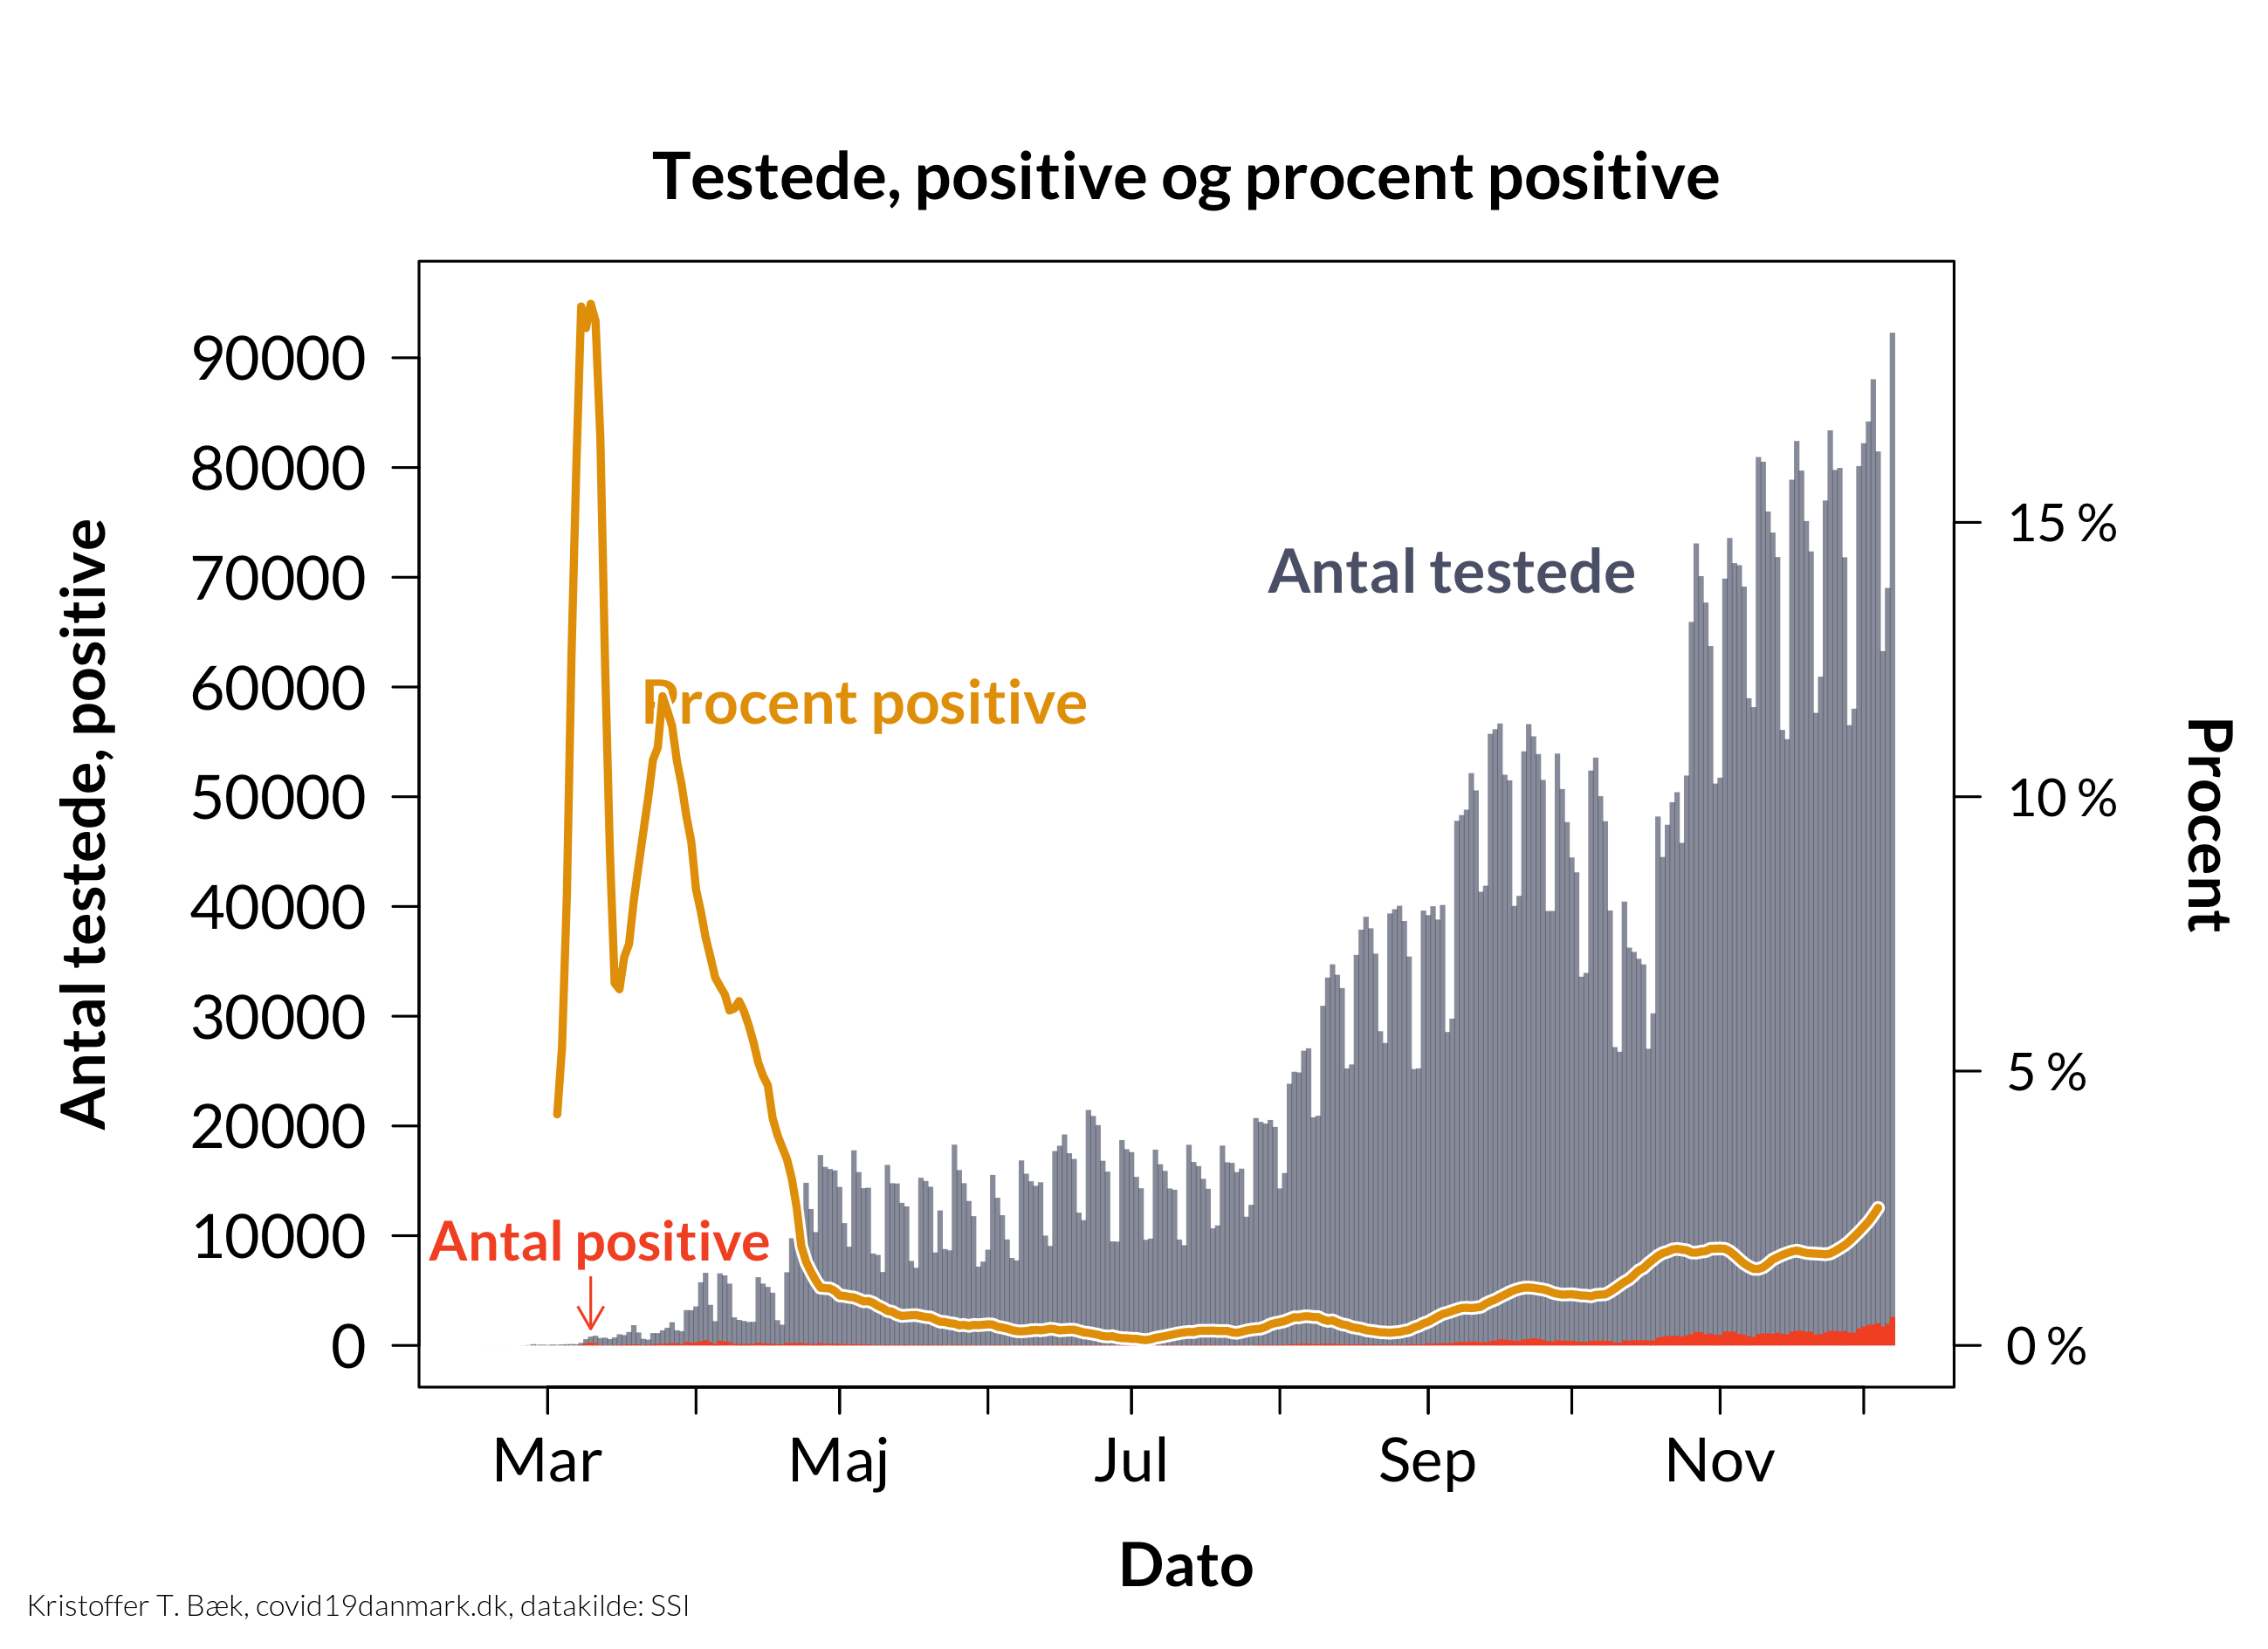 Testede, positive og procent positive
Antal testede, positive
90000
80000
70000
60000
50000
40000
30000
20000
10000
0
Antal testede
Procent positive
Antal positive
15 %
10 %
5 %
0 %
Procent
Mar
Maj
Jul
Sep
Nov
Dato
Kristoffer T. Bæk, covid19danmark.dk, datakilde: SSI